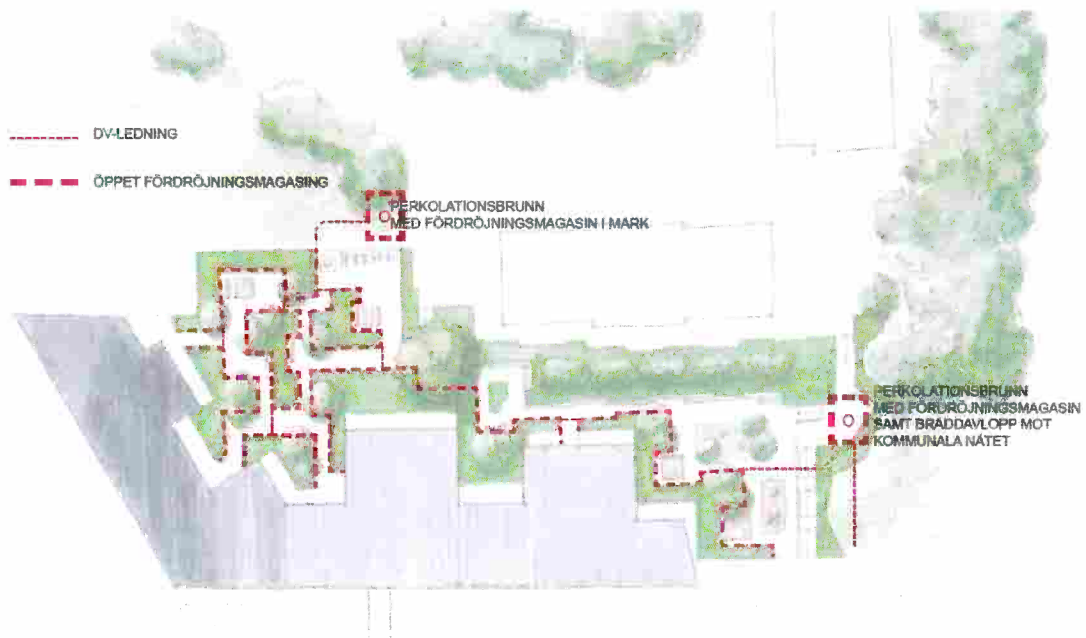 DV-LEDNING
ÖPPET FÖRDRÖJNINGSMAGASING
PERKOLATIONSBRUNN
MED FÖRDRÖJNINGSMAGASIN I MARK
PERKOLATIONSBRUNN
MED FÖRDRÖJNINGSMAGASIN
SAMT BRÄDDAVLOPP MOT
KOMMUNALA NÄTET